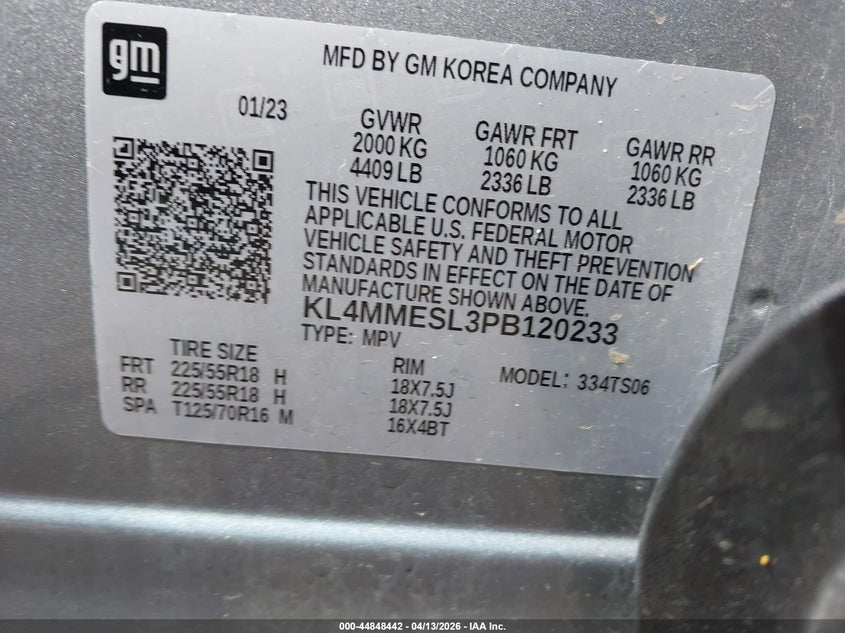 gm
MFD BY GM KOREA COMPANY
01/23
GVWR
2000 KG
4409 LB
GAWR FRT
1060 KG
2336 LB
GAWR RR
1060 KG
2336 LB
THIS VEHICLE CONFORMS TO ALL
APPLICABLE U.S. FEDERAL MOTOR
VEHICLE SAFETY AND THEFT PREVENTION
STANDARDS IN EFFECT ON THE DATE OF
MANUFACTURE SHOWN ABOVE.
KL4MMESL3PB120233
TYPE: MPV
TIRE SIZE RIM MODEL: 334TS06
FRT 225/55R18 H 18X7.5J
RR 225/55R18 H 18X7.5J
SPA T125/70R16 M 16X4BT
000-44848442 - 04/13/2026 - IAA Inc.